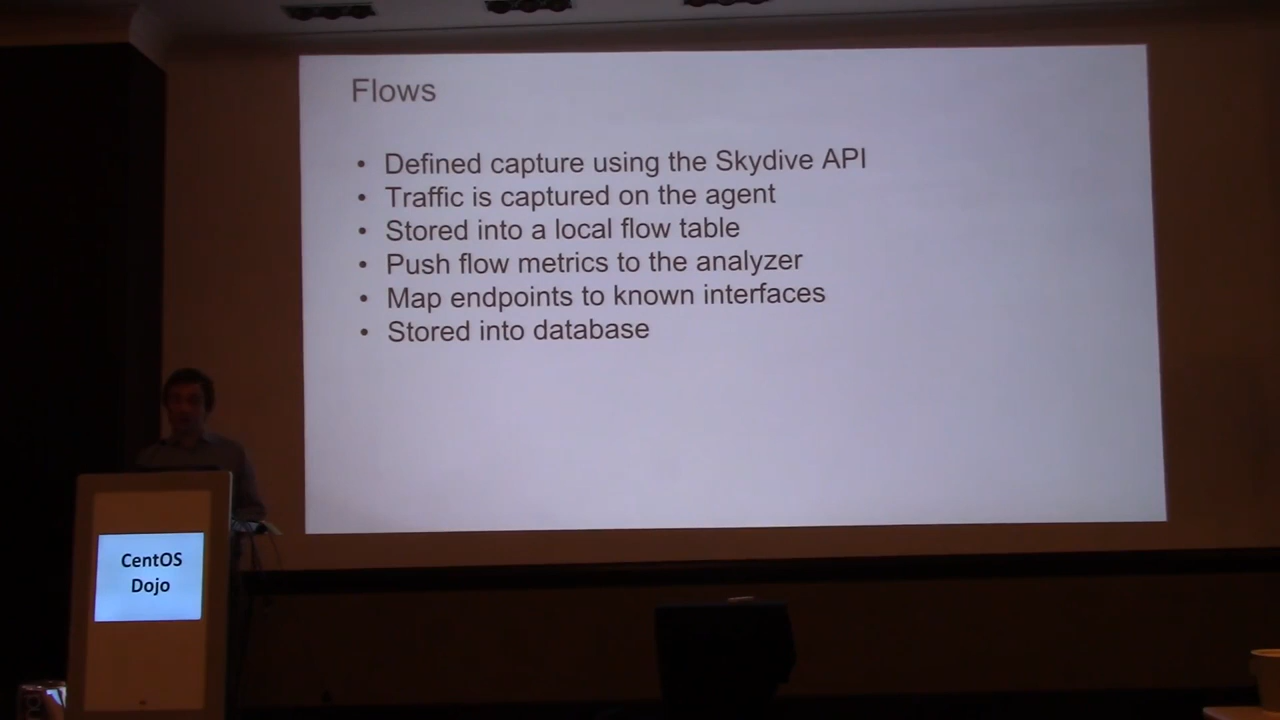 Flows
• Defined capture using the Skydive API
• Traffic is captured on the agent
• Stored into a local flow table
• Push flow metrics to the analyzer
• Map endpoints to known interfaces
• Stored into database
CentOS
Dojo